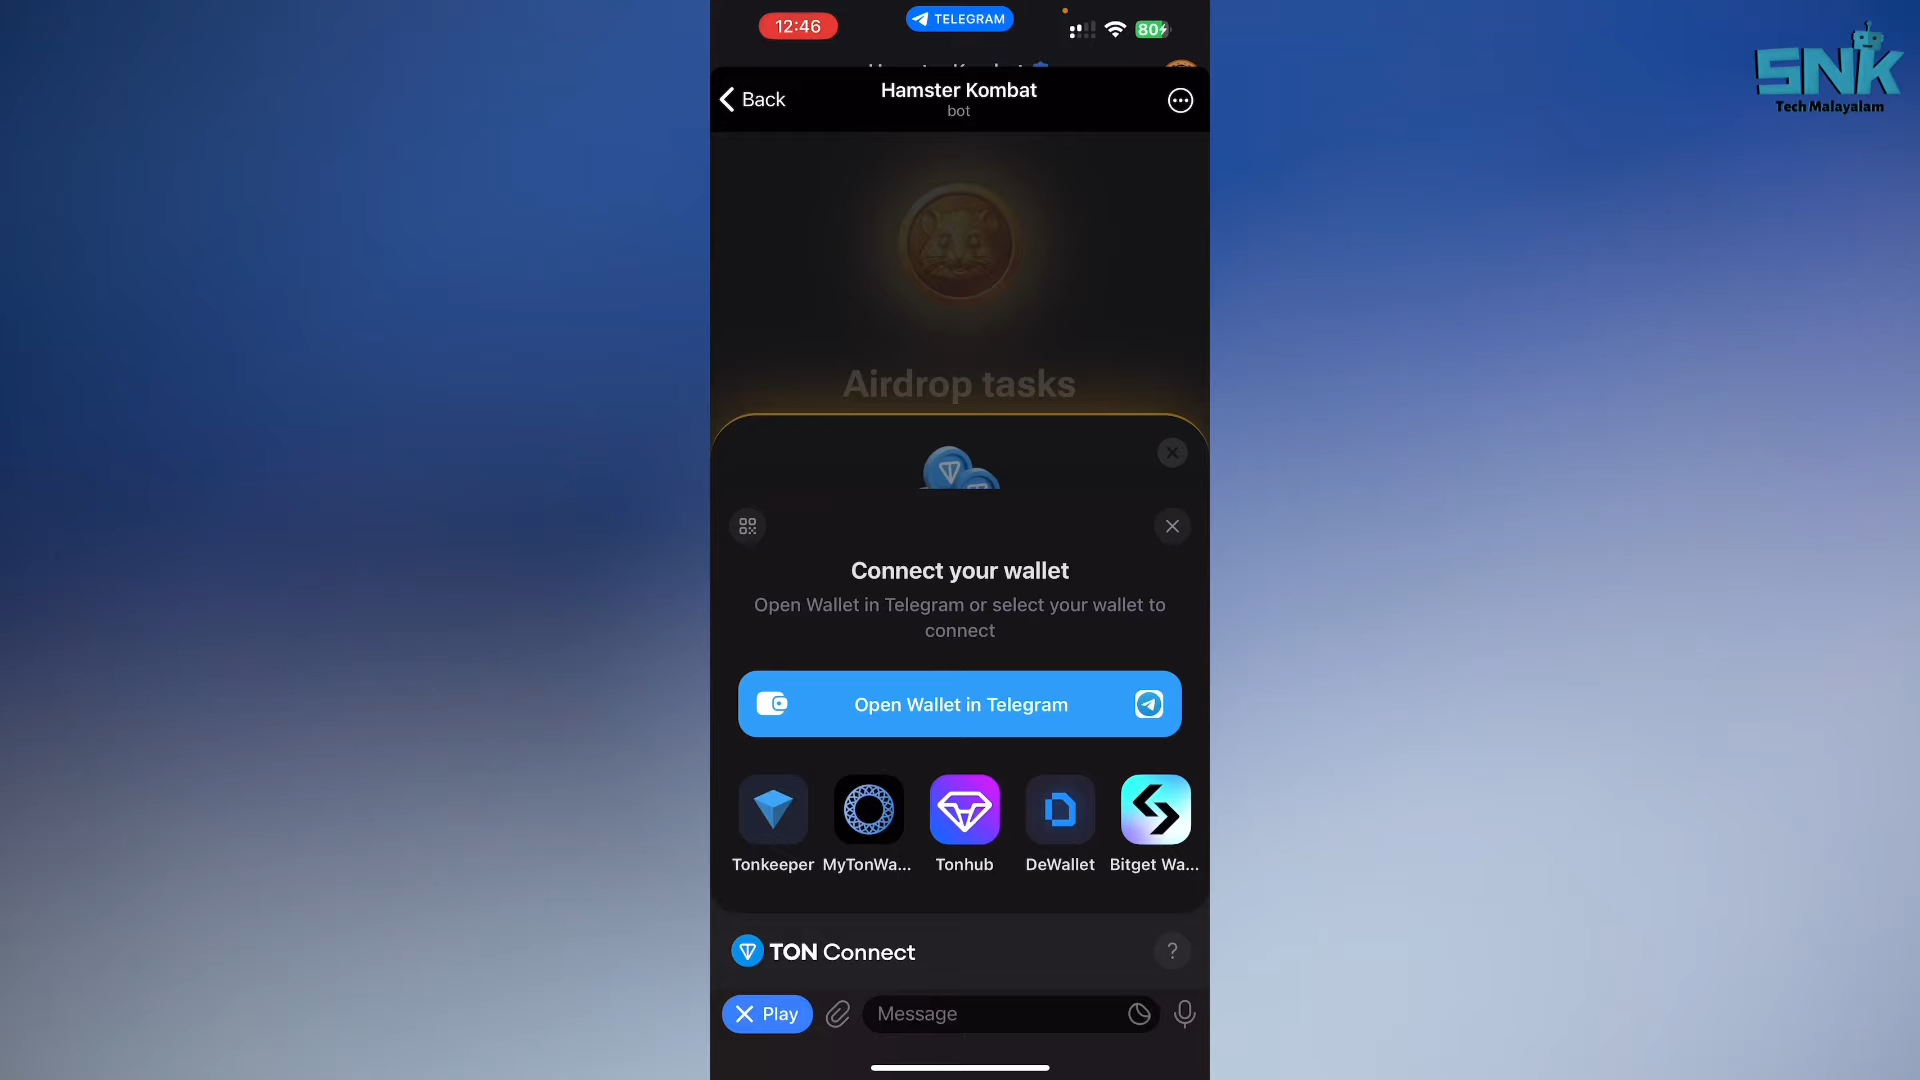 12:46
TELEGRAM
80
SNK
Tech Malayalam
Back
Hamster Kombat
bot
Airdrop tasks
Connect your wallet
Open Wallet in Telegram or select your wallet to
connect
Open Wallet in Telegram
Tonkeeper
MyTonWa...
Tonhub
DeWallet
Bitget Wa...
TON Connect
?
Play
Message